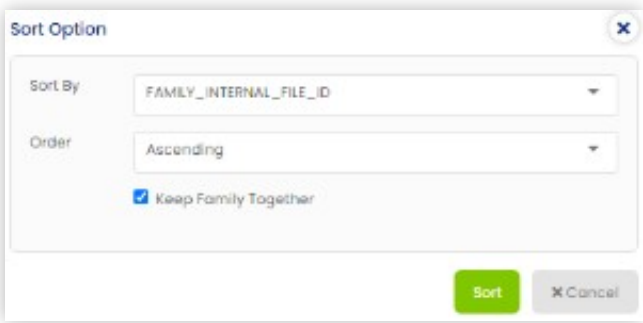 Sort Option
Sort By
FAMILY_INTERNAL_FILE_ID
Order
Ascending
Keep Family Together
Sort
Cancel